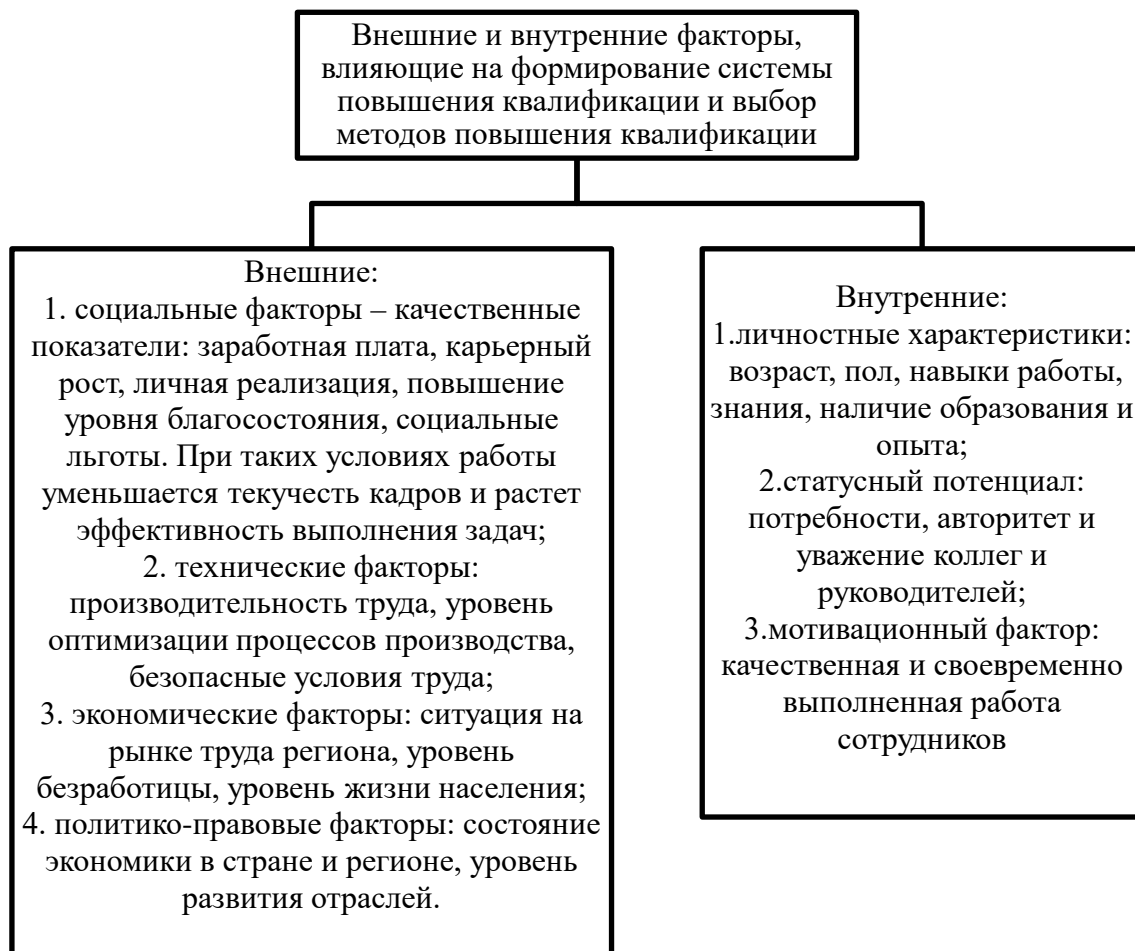 Внешние и внутренние факторы,
влияющие на формирование системы
повышения квалификации и выбор
методов повышения квалификации
Внешние:
1. социальные факторы – качественные
показатели: заработная плата, карьерный
рост, личная реализация, повышение
уровня благосостояния, социальные
льготы. При таких условиях работы
уменьшается текучесть кадров и растет
эффективность выполнения задач;
2. технические факторы:
производительность труда, уровень
оптимизации процессов производства,
безопасные условия труда;
3. экономические факторы: ситуация на
рынке труда региона, уровень
безработицы, уровень жизни населения;
4. политико-правовые факторы: состояние
экономики в стране и регионе, уровень
развития отраслей.
Внутренние:
1.личностные характеристики:
возраст, пол, навыки работы,
знания, наличие образования и
опыта;
2.статусный потенциал:
потребности, авторитет и
уважение коллег и
руководителей;
3.мотивационный фактор:
качественная и своевременно
выполненная работа
сотрудников